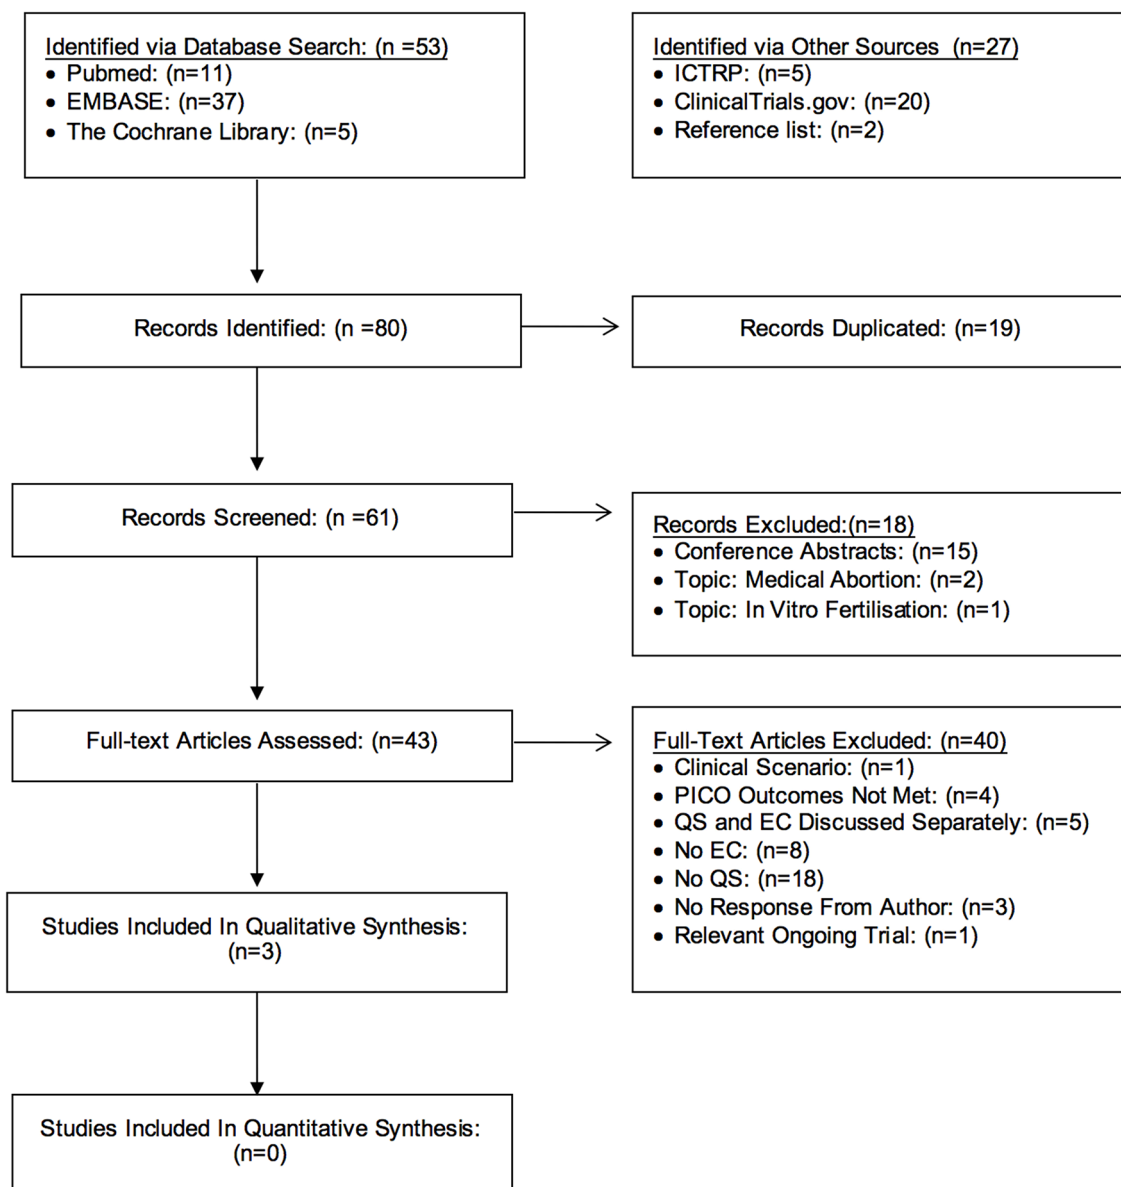 Identified via Database Search: (n =53)
• Pubmed: (n=11)
• EMBASE: (n=37)
• The Cochrane Library: (n=5)
Identified via Other Sources (n=27)
• ICTRP: (n=5)
• ClinicalTrials.gov: (n=20)
• Reference list: (n=2)
Records Identified: (n =80)
Records Duplicated: (n=19)
Records Screened: (n =61)
Records Excluded:(n=18)
• Conference Abstracts: (n=15)
• Topic: Medical Abortion: (n=2)
• Topic: In Vitro Fertilisation: (n=1)
Full-text Articles Assessed: (n=43)
Full-Text Articles Excluded: (n=40)
• Clinical Scenario: (n=1)
• PICO Outcomes Not Met: (n=4)
• QS and EC Discussed Separately: (n=5)
• No EC: (n=8)
• No QS: (n=18)
• No Response From Author: (n=3)
• Relevant Ongoing Trial: (n=1)
Studies Included In Qualitative Synthesis:
(n=3)
Studies Included In Quantitative Synthesis:
(n=0)